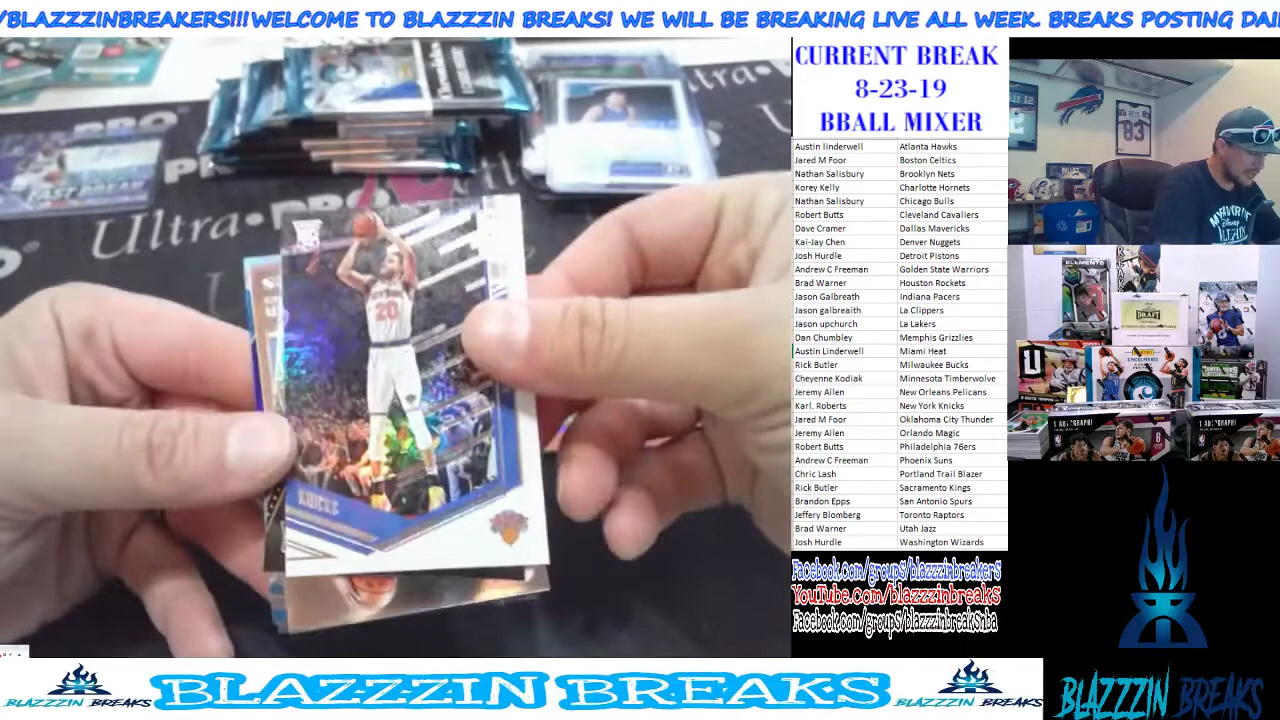 /BLAZZZINBREAKERS!!! WELCOME TO BLAZZZIN BREAKS! WE WILL BE BREAKING LIVE ALL WEEK. BREAKS POSTING DAI
CURRENT BREAK
8-23-19
BBALL MIXER
Austin linderwell Atlanta Hawks
Jared M Foor Boston Celtics
Nathan Salisbury Brooklyn Nets
Korey Kelly Charlotte Hornets
Nathan Salisbury Chicago Bulls
Robert Butts Cleveland Cavaliers
Dave Cramer Dallas Mavericks
Kai-Jay Chen Denver Nuggets
Josh Hurdle Detroit Pistons
Andrew C Freeman Golden State Warriors
Brad Warner Houston Rockets
Jason Galbreath Indiana Pacers
Jason galbreaith La Clippers
Jason upchurch La Lakers
Dan Chumbley Memphis Grizzlies
Austin Linderwell Miami Heat
Rick Butler Milwaukee Bucks
Cheyenne Kodiak Minnesota Timberwolve
Jeremy Allen New Orleans Pelicans
Karl. Roberts New York Knicks
Jared M Foor Oklahoma City Thunder
Jeremy Allen Orlando Magic
Robert Butts Philadelphia 76ers
Andrew C Freeman Phoenix Suns
Chric Lash Portland Trail Blazer
Rick Butler Sacramento Kings
Brandon Epps San Antonio Spurs
Jeffery Blomberg Toronto Raptors
Brad Warner Utah Jazz
Josh Hurdle Washington Wizards
Facebook.com/groups/blazzzinbreakers
YouTube.com/blazzzinbreaks
Facebook.com/groups/blazzzinbreaksnba
Ultra•PRO
20
KNICKS
83
ELEMENTS
DRAFT
1 AUTOGRAPH!
6
BLAZZZIN BREAKS
BLAZZZIN BREAKS
BLAZZZIN BREAKS
BLAZZZIN BREAKS